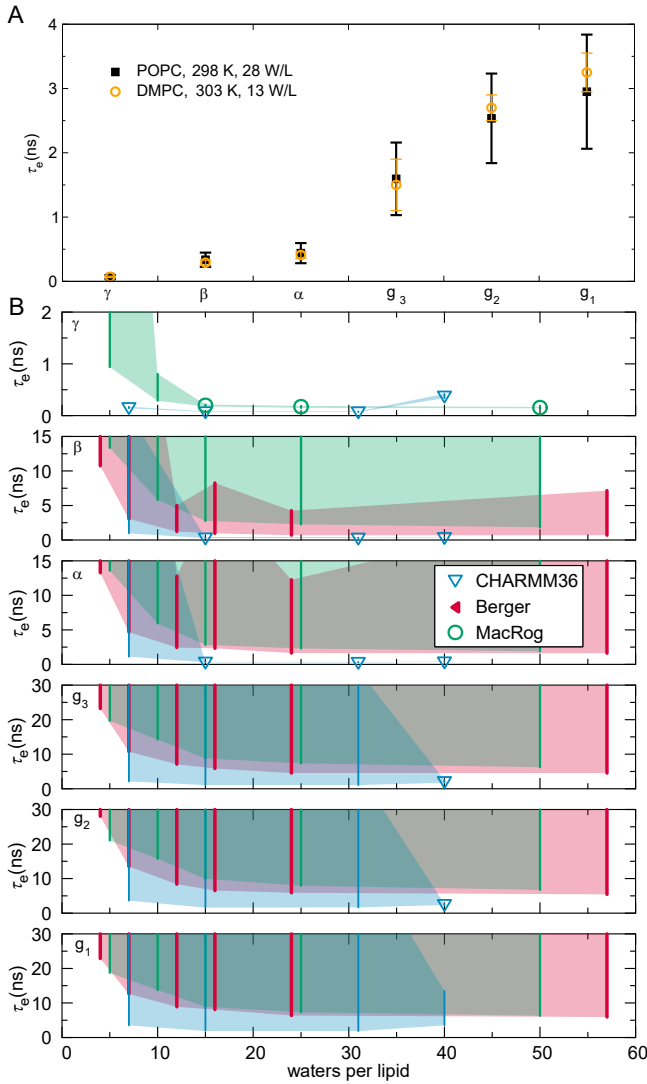 A
4
3
2
1
0
τe(ns)
POPC, 298 K, 28 W/L
DMPC, 303 K, 13 W/L
γ β α g3 g2 g1
B
2
1
0
τe(ns)
γ
15
10
5
0
τe(ns)
β
15
10
5
0
τe(ns)
α
CHARMM36
Berger
MacRog
30
20
10
0
τe(ns)
g3
30
20
10
0
τe(ns)
g2
30
20
10
0
τe(ns)
g1
0 10 20 30 40 50 60
waters per lipid